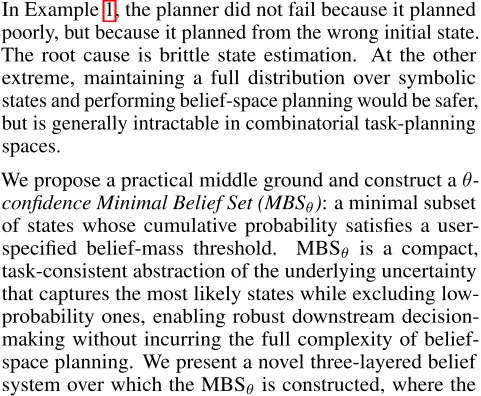 In Example 1, the planner did not fail because it planned
poorly, but because it planned from the wrong initial state.
The root cause is brittle state estimation. At the other
extreme, maintaining a full distribution over symbolic
states and performing belief-space planning would be safer,
but is generally intractable in combinatorial task-planning
spaces.
We propose a practical middle ground and construct a θ-
confidence Minimal Belief Set (MBSθ): a minimal subset
of states whose cumulative probability satisfies a user-
specified belief-mass threshold. MBSθ is a compact,
task-consistent abstraction of the underlying uncertainty
that captures the most likely states while excluding low-
probability ones, enabling robust downstream decision-
making without incurring the full complexity of belief-
space planning. We present a novel three-layered belief
system over which the MBSθ is constructed, where the